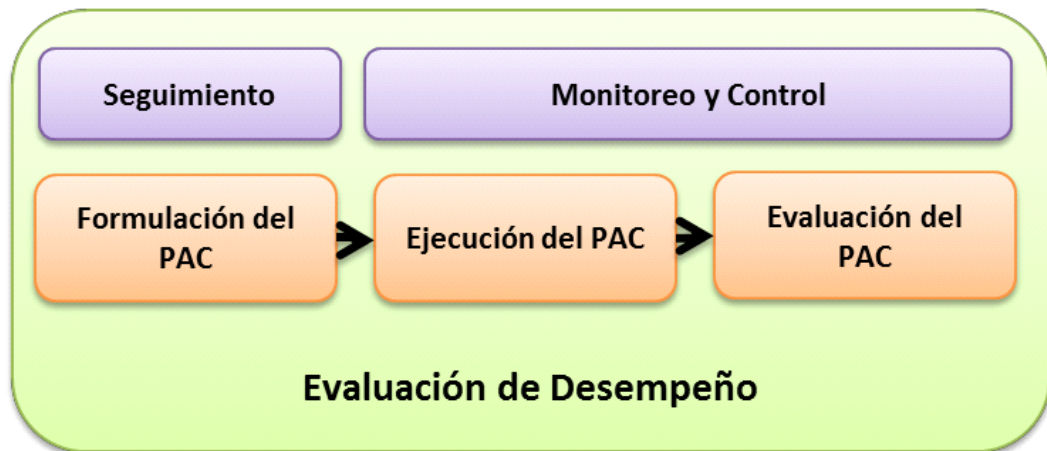 Seguimiento
Monitoreo y Control
Formulación del
PAC
Ejecución del PAC
Evaluación del
PAC
Evaluación de Desempeño